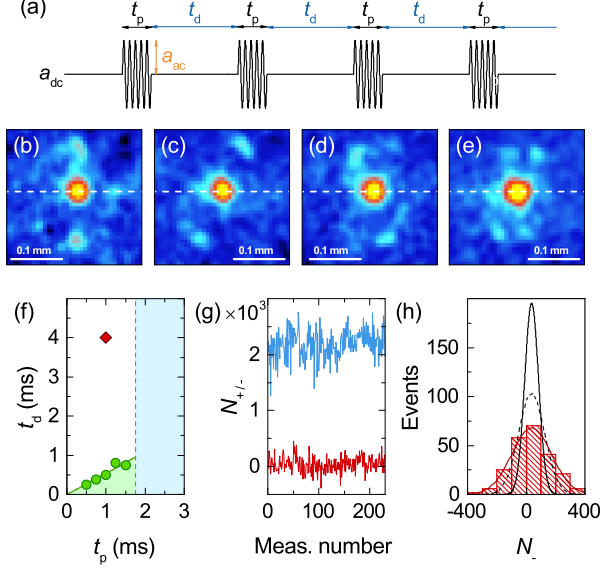 (a)
t_p t_d t_p t_d t_p t_d t_p
a_ac
a_dc
(b) (c) (d) (e)
0.1 mm 0.1 mm 0.1 mm 0.1 mm
(f) (g) ×10³ (h)
5
4
3
2
1
0
t_d (ms)
0 1 2 3
t_p (ms)
2
1
0
N_+/-
0 100 200
Meas. number
150
100
50
0
Events
-400 0 400
N_-